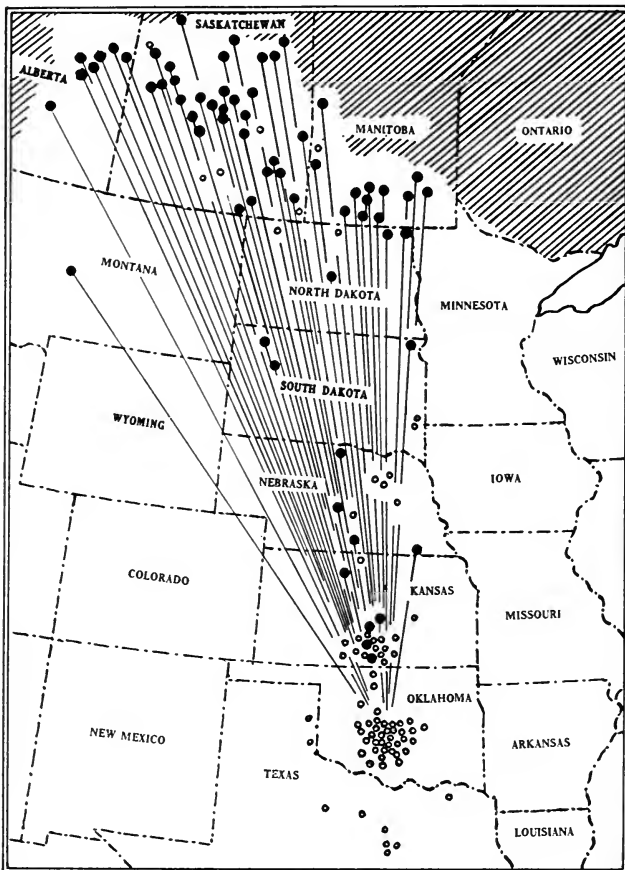 SASKATCHEWAN
ALBERTA
MANITOBA
ONTARIO
MONTANA
NORTH DAKOTA
MINNESOTA
WISCONSIN
SOUTH DAKOTA
WYOMING
NEBRASKA
IOWA
COLORADO
KANSAS
MISSOURI
OKLAHOMA
NEW MEXICO
ARKANSAS
TEXAS
LOUISIANA